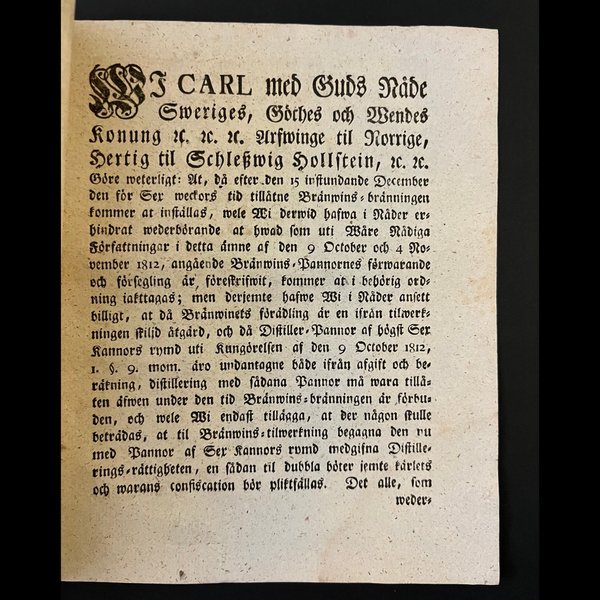 WJ CARL med Guds Nåde
Sweriges, Göthes och Wendes
Konung ꝛc. ꝛc. ꝛc. Arfwinge til Norrige,
Hertig til Schleßwig Hollstein, ꝛc. ꝛc.
Göre weterligt: At, då efter den 15 instundande December
den för Sex weckors tid tillåtne Bränwins-bränningen
kommer at inställas, wele Wi derwid hafwa i Nåder er-
hindrat wederbörande at hwad som uti Wåre Nådiga
Författningar i detta ämne af den 9 October och 4 No-
vember 1812, angående Bränwins-Pannornes förwarande
och försegling är föreskrifwit, kommer at i behörig ord-
ning iakttagas; men derjemte hafwe Wi i Nåder ansett
billigt, at då Bränwinets förädling är en ifrån tilwerk-
ningen skiljd åtgärd, och då Distiller-Pannor af högst Sex
Kannors rymd uti Kungörelsen af den 9 October 1812,
1. §. 9. mom. äro undantagne både ifrån afgift och be-
räkning, distillering med sådana Pannor må wara tillå-
ten äfwen under den tid Bränwins-bränningen är förbu-
den, och wele Wi endast tillägga, at der någon skulle
beträdas, at til Bränwins-tilwerkning begagna den nu
med Pannor af Sex Kannors rymd medgifna Distille-
rings-rättigheten, en sådan til dubbla böter jemte kärlets
och warans confiscation bör pliktfällas. Det alle, som
weder-